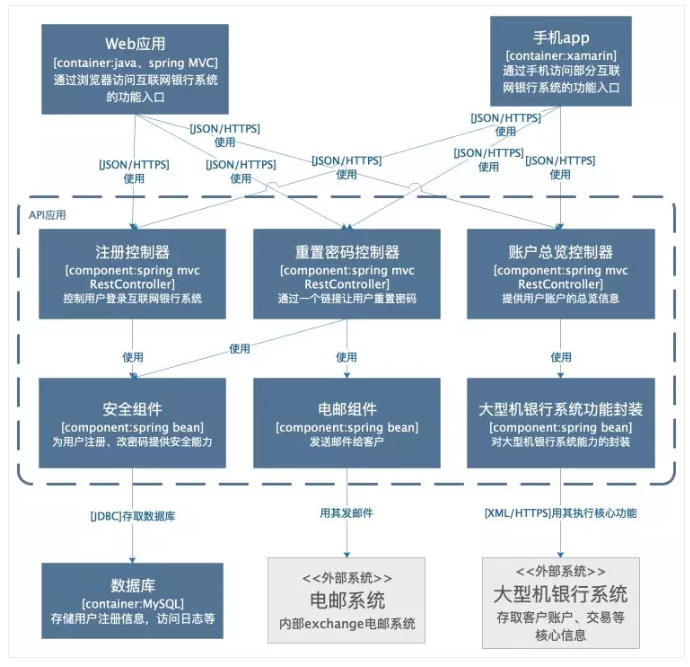 Web应用
[container:java、spring MVC]
通过浏览器访问互联网银行系统
的功能入口
手机app
[container:xamarin]
通过手机访问部分互联
网银行系统的功能入口
[JSON/HTTPS]
使用
[JSON/HTTPS]
使用
[JSON/HTTPS]
使用
[JSON/HTTPS]
使用
[JSON/HTTPS]
使用
[JSON/HTTPS]
使用
API应用
注册控制器
[component:spring mvc
RestController]
控制用户登录互联网银行系统
重置密码控制器
[component:spring mvc
RestController]
通过一个链接让用户重置密码
账户总览控制器
[component:spring mvc
RestController]
提供用户账户的总览信息
使用
使用
使用
使用
安全组件
[component:spring bean]
为用户注册、改密码提供安全能力
电邮组件
[component:spring bean]
发送邮件给客户
大型机银行系统功能封装
[component:spring bean]
对大型机银行系统能力的封装
[JDBC]存取数据库
用其发邮件
[XML/HTTPS]用其执行核心功能
数据库
[container:MySQL]
存储用户注册信息，访问日志等
<<外部系统>>
电邮系统
内部exchange电邮系统
<<外部系统>>
大型机银行系统
存取客户账户、交易等
核心信息